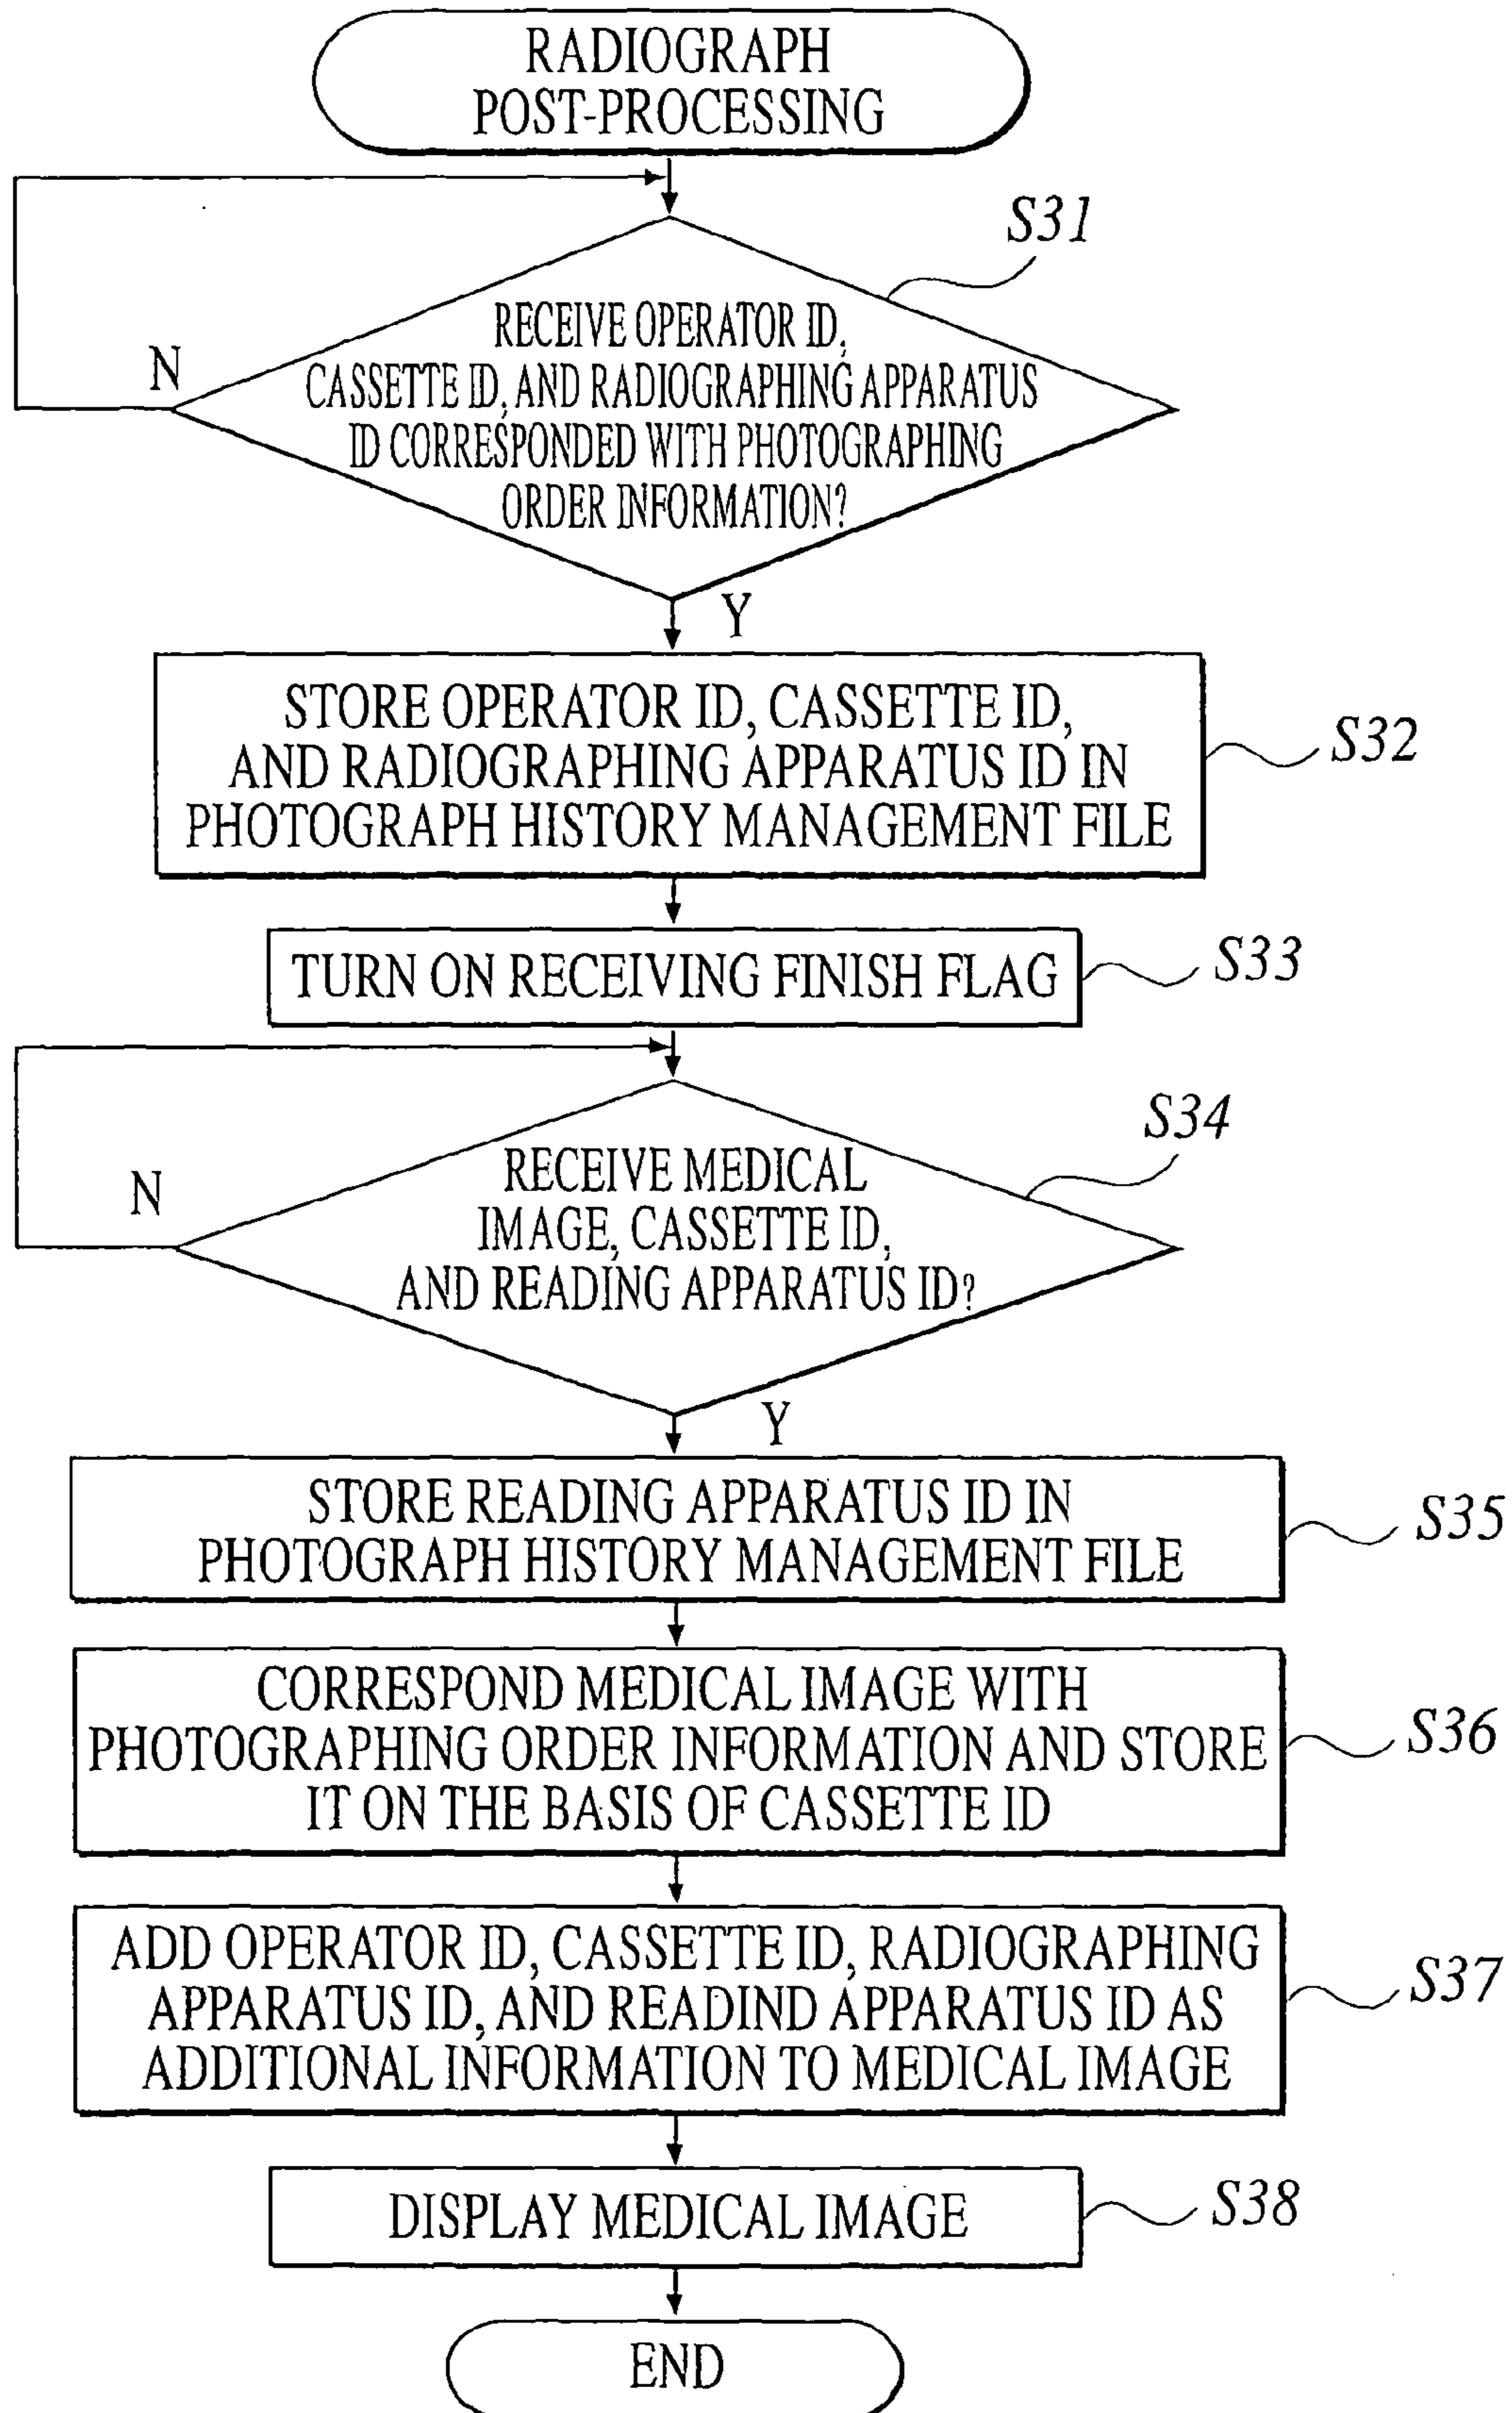 RADIOGRAPH
POST-PROCESSING
S31
RECEIVE OPERATOR ID,
CASSETTE ID, AND RADIOGRAPHING APPARATUS
ID CORRESPONDED WITH PHOTOGRAPHING
ORDER INFORMATION?
N
Y
STORE OPERATOR ID, CASSETTE ID,
AND RADIOGRAPHING APPARATUS ID IN
PHOTOGRAPH HISTORY MANAGEMENT FILE
S32
TURN ON RECEIVING FINISH FLAG
S33
S34
RECEIVE MEDICAL
IMAGE, CASSETTE ID,
AND READING APPARATUS ID?
N
Y
STORE READING APPARATUS ID IN
PHOTOGRAPH HISTORY MANAGEMENT FILE
S35
CORRESPOND MEDICAL IMAGE WITH
PHOTOGRAPHING ORDER INFORMATION AND STORE
IT ON THE BASIS OF CASSETTE ID
S36
ADD OPERATOR ID, CASSETTE ID, RADIOGRAPHING
APPARATUS ID, AND READIND APPARATUS ID AS
ADDITIONAL INFORMATION TO MEDICAL IMAGE
S37
DISPLAY MEDICAL IMAGE
S38
END